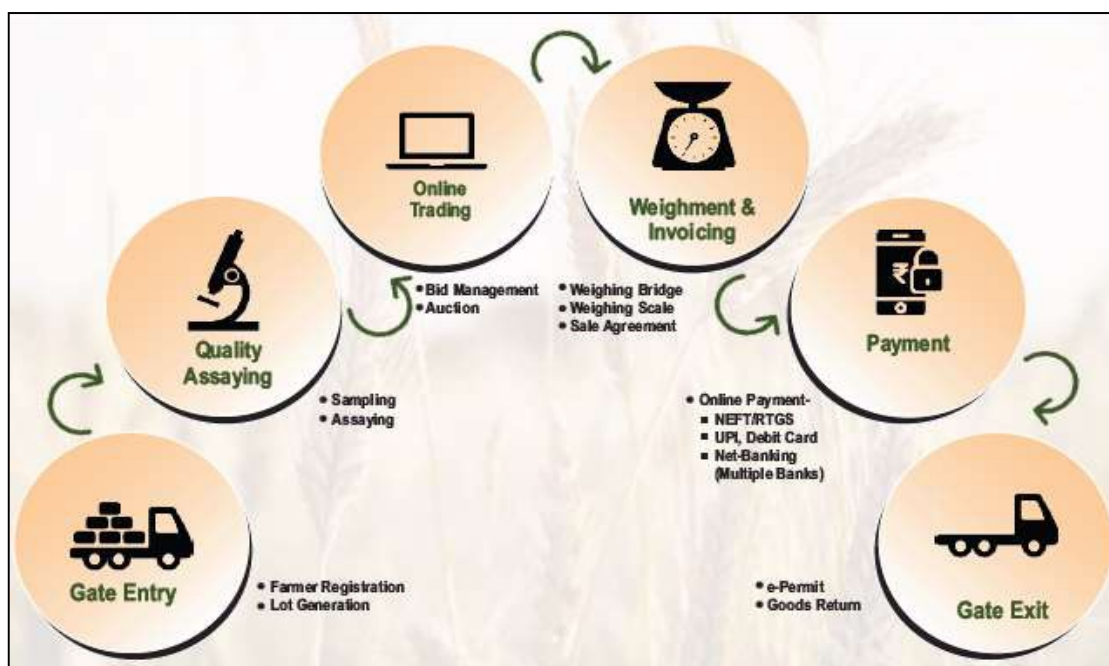 Gate Entry
• Farmer Registration
• Lot Generation
Quality
Assaying
• Sampling
• Assaying
Online
Trading
• Bid Management
• Auction
Weighment &
Invoicing
• Weighing Bridge
• Weighing Scale
• Sale Agreement
₹
Payment
• Online Payment-
▪ NEFT/RTGS
▪ UPI, Debit Card
▪ Net-Banking
(Multiple Banks)
Gate Exit
• e-Permit
• Goods Return